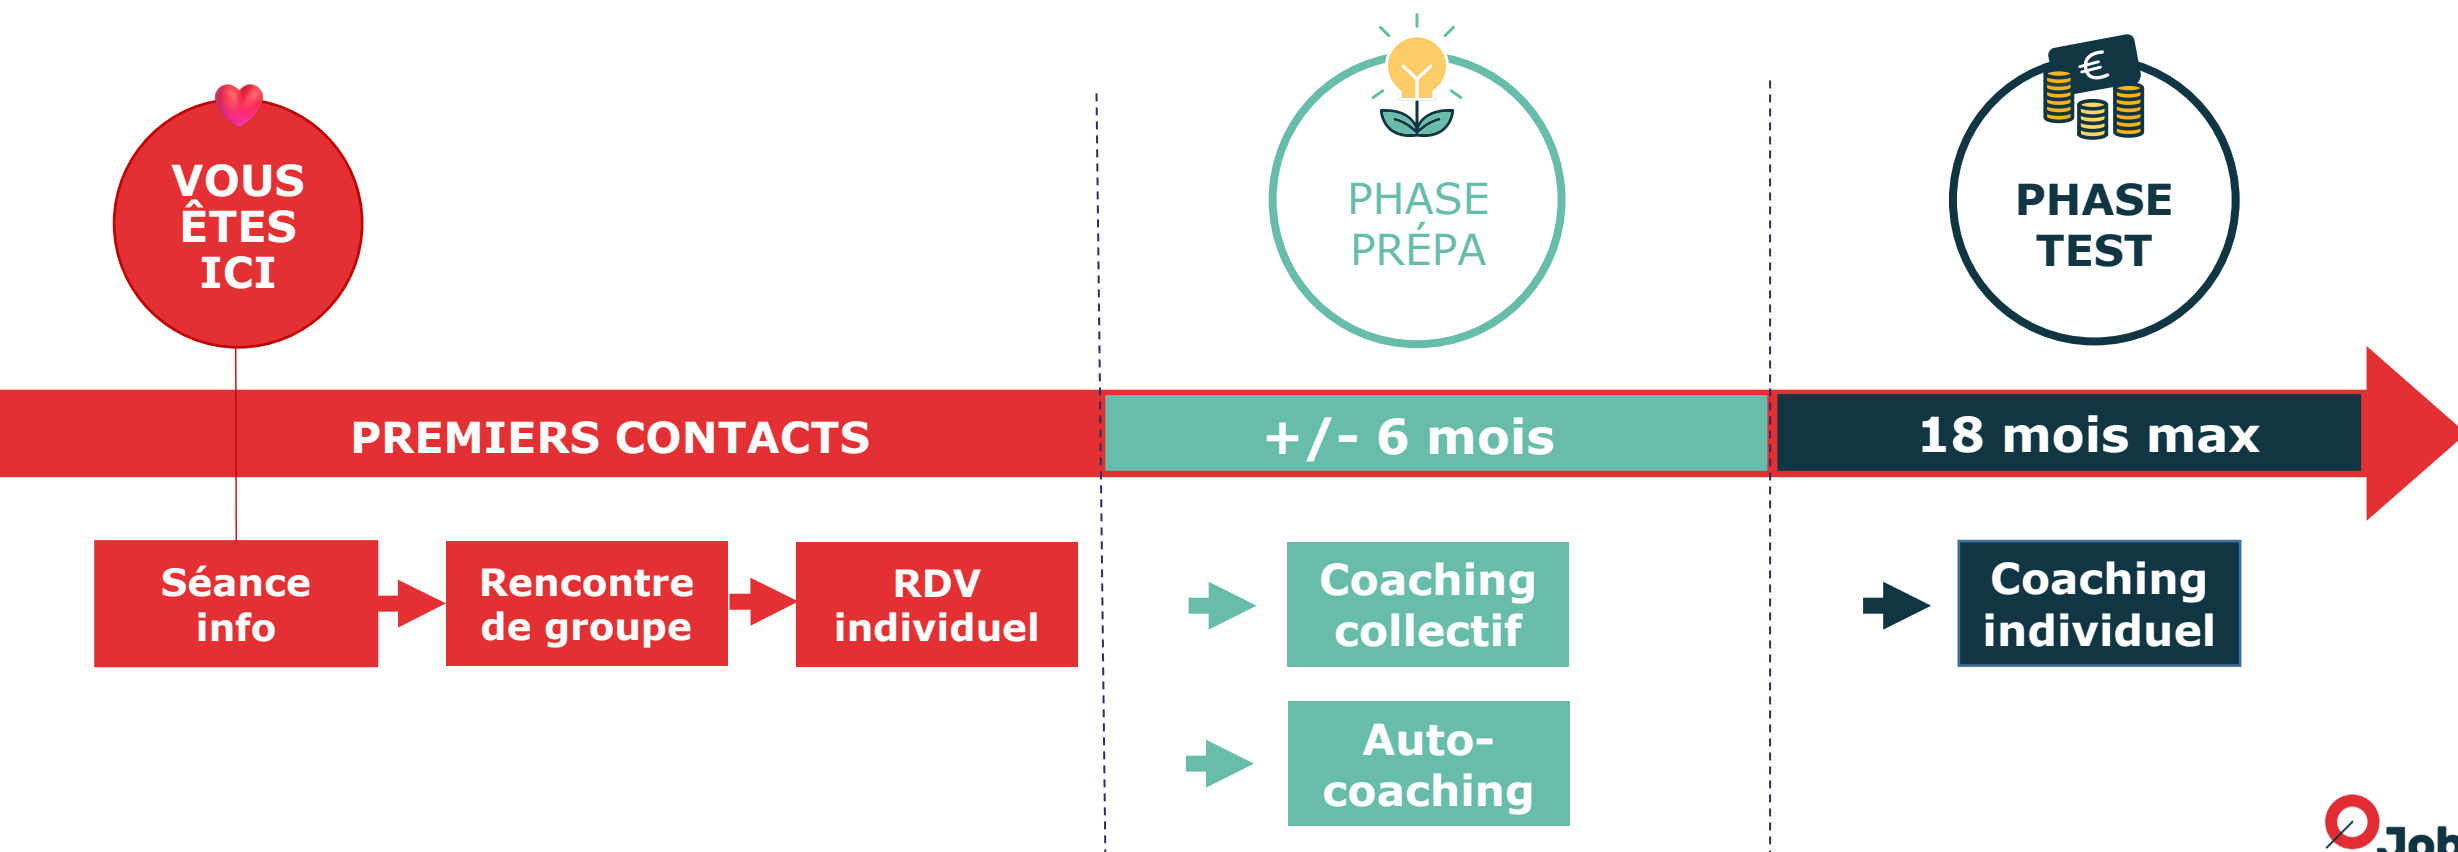 VOUS
ÊTES
ICI
PHASE
PRÉPA
€
PHASE
TEST
PREMIERS CONTACTS
+/- 6 mois
18 mois max
Séance
info
Rencontre
de groupe
RDV
individuel
Coaching
collectif
Auto-
coaching
Coaching
individuel
Job